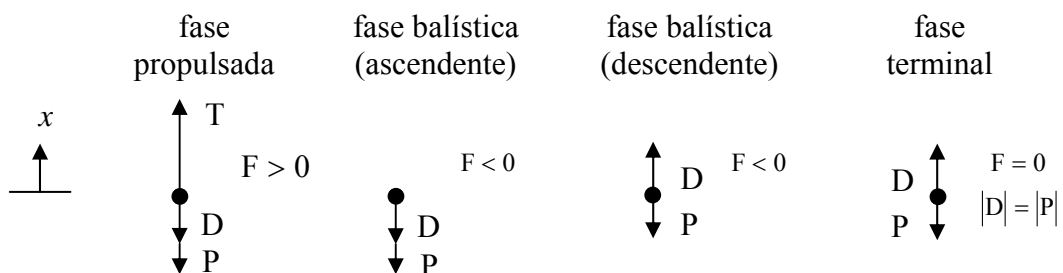 fase propulsada
fase balística (ascendente)
fase balística (descendente)
fase terminal
x
T
F > 0
D
P
F < 0
D
P
D
F < 0
P
D
F = 0
|D| = |P|
P